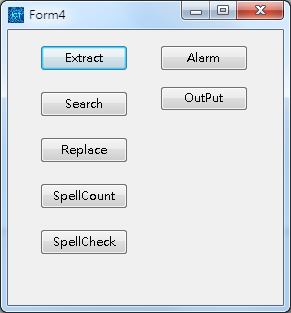 Form4
Extract
Alarm
Search
OutPut
Replace
SpellCount
SpellCheck